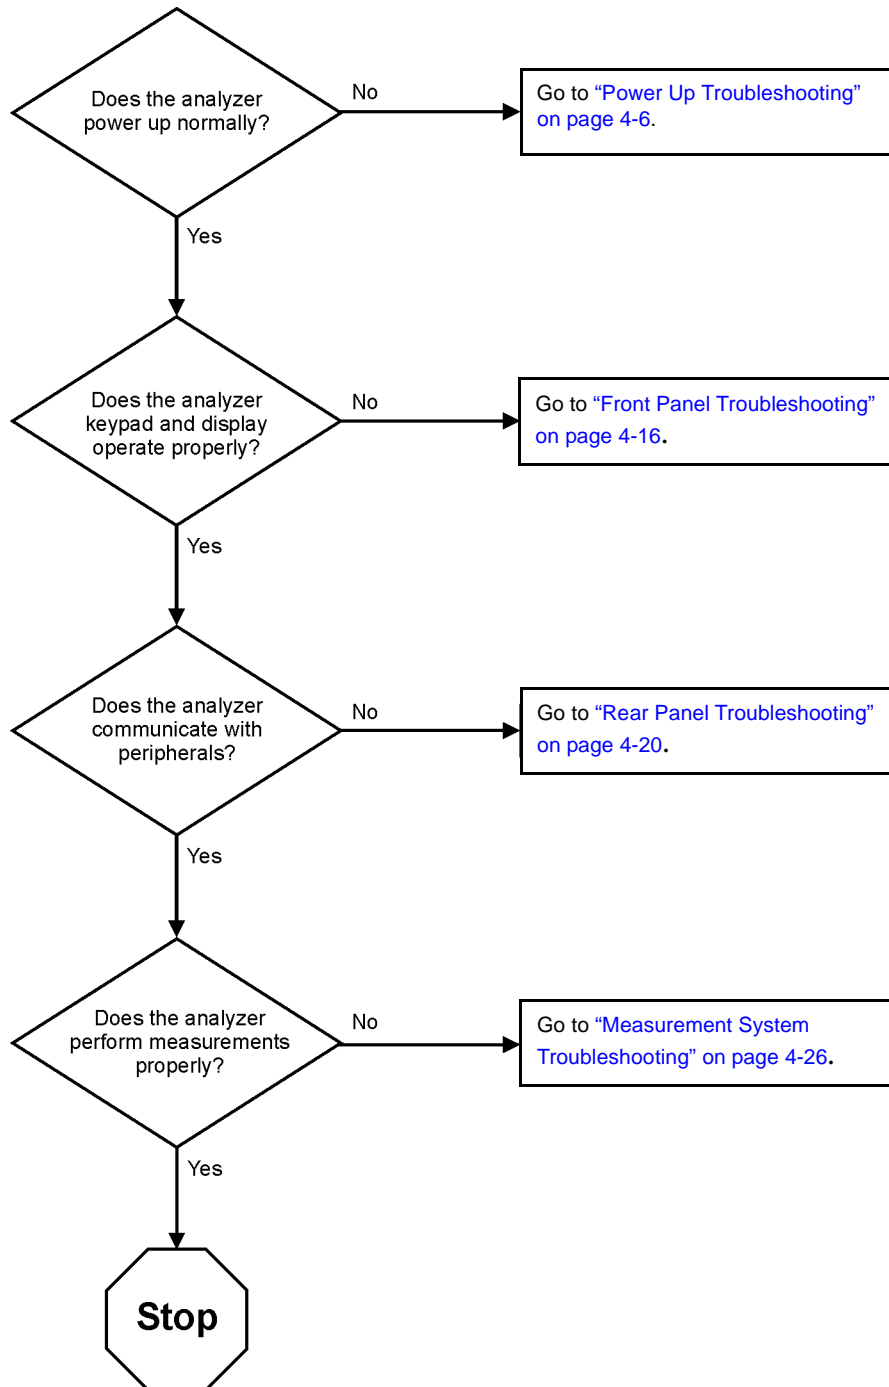 Does the analyzer
power up normally?
No
Go to “Power Up Troubleshooting”
on page 4-6.
Yes
Does the analyzer
keypad and display
operate properly?
No
Go to “Front Panel Troubleshooting”
on page 4-16.
Yes
Does the analyzer
communicate with
peripherals?
No
Go to “Rear Panel Troubleshooting”
on page 4-20.
Yes
Does the analyzer
perform measurements
properly?
No
Go to “Measurement System
Troubleshooting” on page 4-26.
Yes
Stop